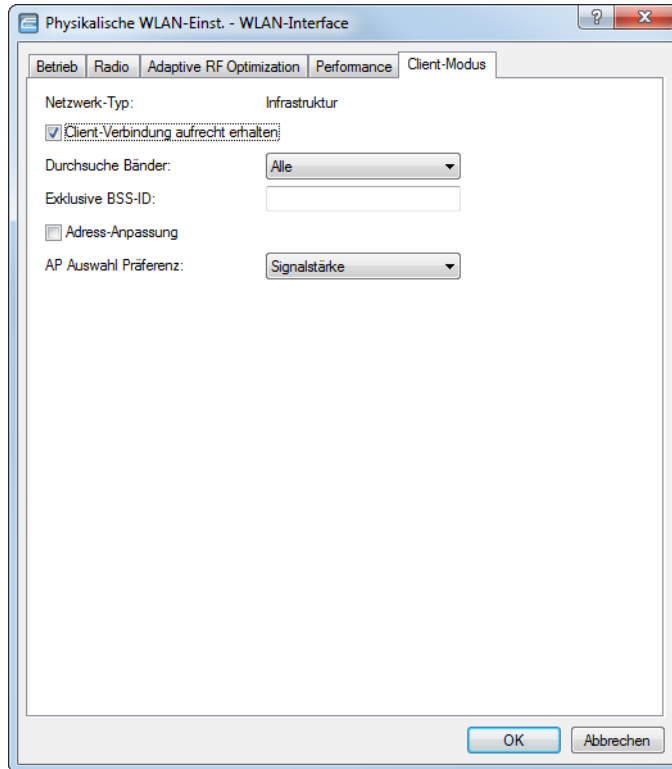 Physikalische WLAN-Einst. - WLAN-Interface
Betrieb Radio Adaptive RF Optimization Performance Client-Modus
Netzwerk-Typ: Infrastruktur
Client-Verbindung aufrecht erhalten
Durchsuche Bänder: Alle
Exklusive BSS-ID:
Adress-Anpassung
AP Auswahl Präferenz: Signalstärke
OK Abbrechen